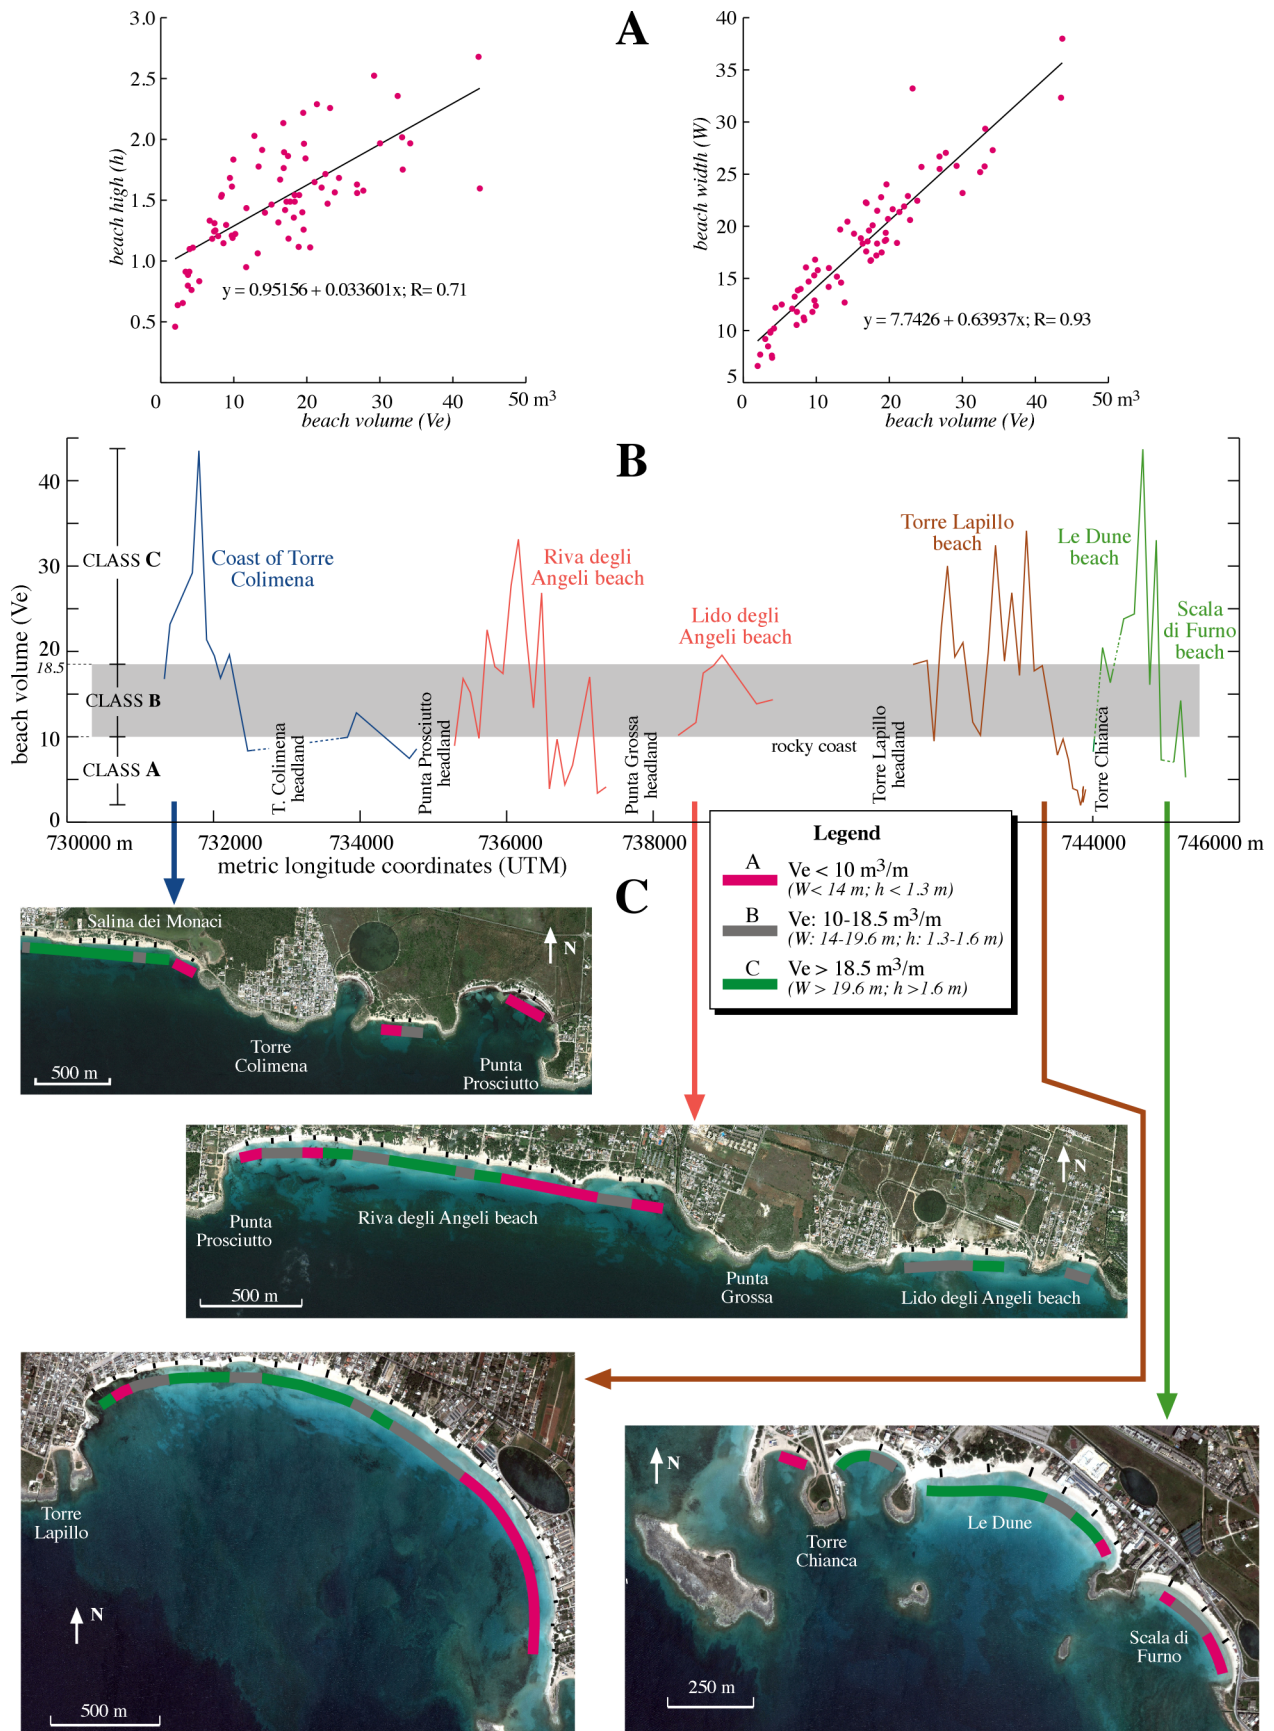 A
3.0
2.5
2.0
1.5
1.0
0.5
beach high (h)
y = 0.95156 + 0.033601x; R= 0.71
0 10 20 30 40 50 m³
beach volume (Ve)
40
35
30
25
20
15
10
5
beach width (W)
y = 7.7426 + 0.63937x; R= 0.93
0 10 20 30 40 50 m³
beach volume (Ve)
B
40
30
20
18.5
10
0
beach volume (Ve)
CLASS C
CLASS B
CLASS A
Coast of Torre
Colimena
Riva degli
Angeli beach
Lido degli
Angeli beach
Torre Lapillo
beach
Le Dune
beach
Scala
di Furno
beach
T. Colimena
headland
Punta Prosciutto
headland
Punta Grossa
headland
rocky coast
Torre Lapillo
headland
Torre Chianca
730000 m 732000 734000 736000 738000 744000 746000 m
metric longitude coordinates (UTM)
C
Legend
A Ve < 10 m³/m
(W< 14 m; h < 1.3 m)
B Ve: 10-18.5 m³/m
(W: 14-19.6 m; h: 1.3-1.6 m)
C Ve > 18.5 m³/m
(W > 19.6 m; h >1.6 m)
Salina dei Monaci
N
Torre
Colimena
Punta
Prosciutto
500 m
N
Punta
Prosciutto
Riva degli Angeli beach
Punta
Grossa
Lido degli Angeli beach
500 m
Torre
Lapillo
N
500 m
N
Torre
Chianca
Le Dune
Scala di
Furno
250 m